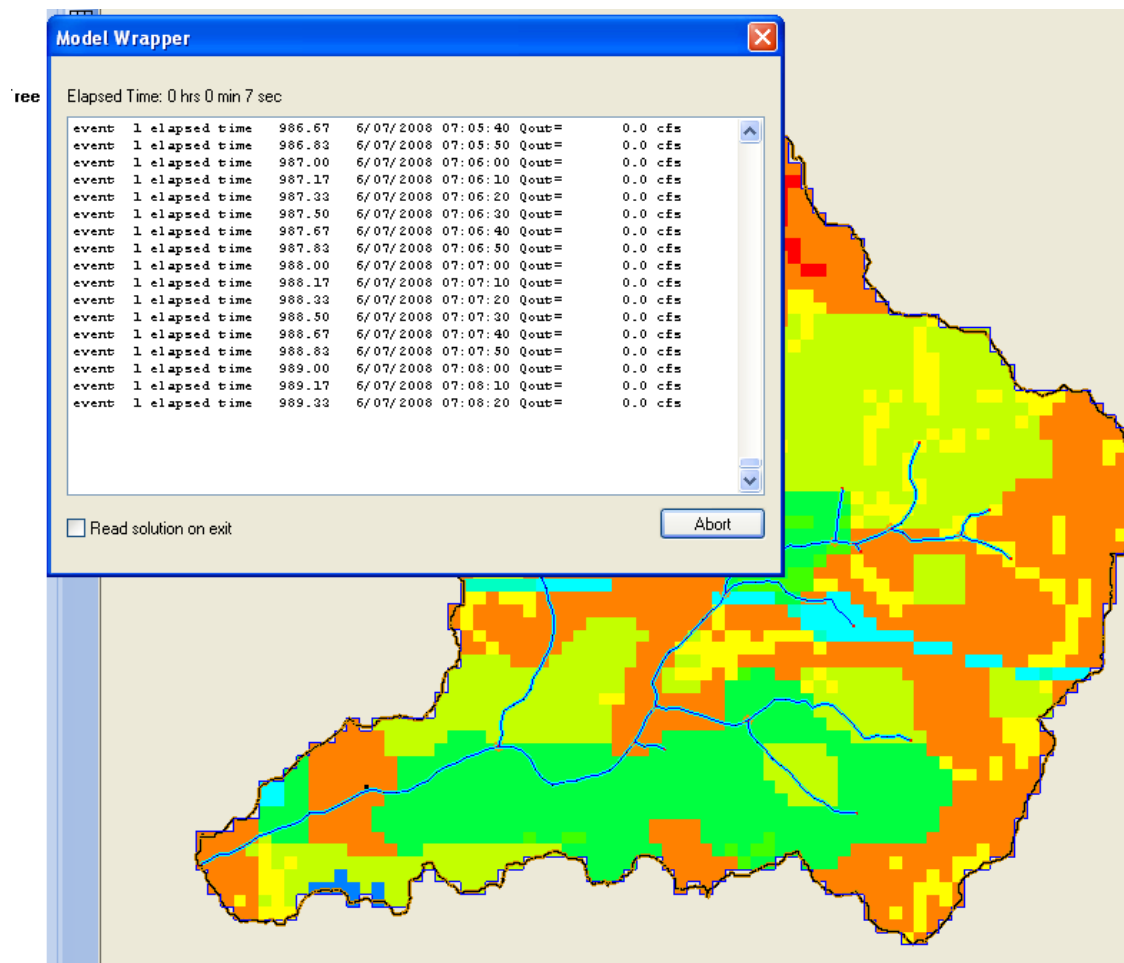 Model Wrapper
ree
Elapsed Time: 0 hrs 0 min 7 sec
event 1 elapsed time 986.67 6/07/2008 07:05:40 Qout= 0.0 cfs
event 1 elapsed time 986.83 6/07/2008 07:05:50 Qout= 0.0 cfs
event 1 elapsed time 987.00 6/07/2008 07:06:00 Qout= 0.0 cfs
event 1 elapsed time 987.17 6/07/2008 07:06:10 Qout= 0.0 cfs
event 1 elapsed time 987.33 6/07/2008 07:06:20 Qout= 0.0 cfs
event 1 elapsed time 987.50 6/07/2008 07:06:30 Qout= 0.0 cfs
event 1 elapsed time 987.67 6/07/2008 07:06:40 Qout= 0.0 cfs
event 1 elapsed time 987.83 6/07/2008 07:06:50 Qout= 0.0 cfs
event 1 elapsed time 988.00 6/07/2008 07:07:00 Qout= 0.0 cfs
event 1 elapsed time 988.17 6/07/2008 07:07:10 Qout= 0.0 cfs
event 1 elapsed time 988.33 6/07/2008 07:07:20 Qout= 0.0 cfs
event 1 elapsed time 988.50 6/07/2008 07:07:30 Qout= 0.0 cfs
event 1 elapsed time 988.67 6/07/2008 07:07:40 Qout= 0.0 cfs
event 1 elapsed time 988.83 6/07/2008 07:07:50 Qout= 0.0 cfs
event 1 elapsed time 989.00 6/07/2008 07:08:00 Qout= 0.0 cfs
event 1 elapsed time 989.17 6/07/2008 07:08:10 Qout= 0.0 cfs
event 1 elapsed time 989.33 6/07/2008 07:08:20 Qout= 0.0 cfs
Read solution on exit
Abort